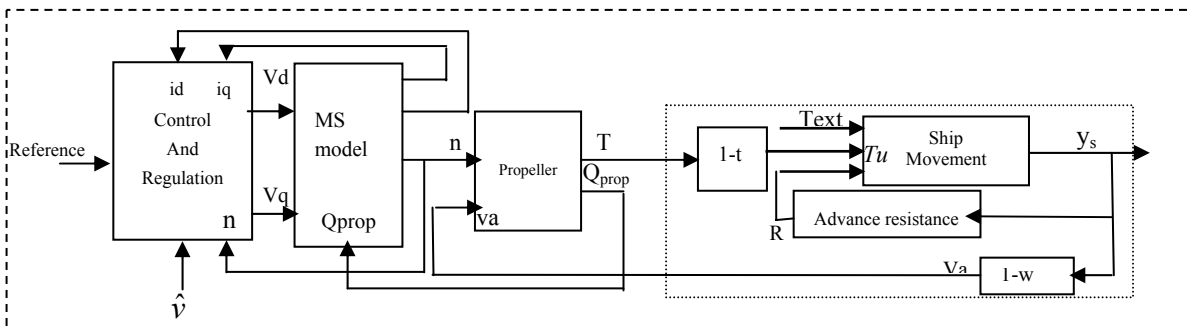 Reference
id iq
Control
And
Regulation
n
v̂
Vd
Vq
MS
model
Qprop
n
Propeller
va
T
Qprop
1-t
Text
Tu
R
Ship
Movement
ys
Advance resistance
Va
1-w